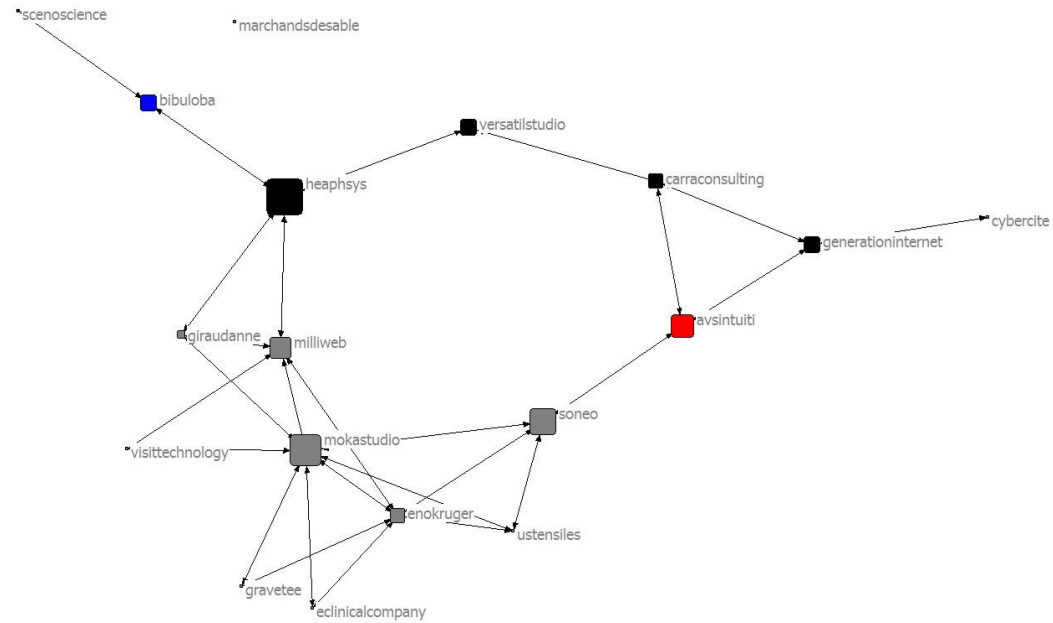 scenoscience
marchandsdesable
bibuloba
versatilstudio
heaphsys
carraconsulting
cybercite
generationinternet
avsintuiti
giraudanne
milliweb
soneo
mokastudio
visittechnology
enokruger
ustensiles
gravetee
eclinicalcompany